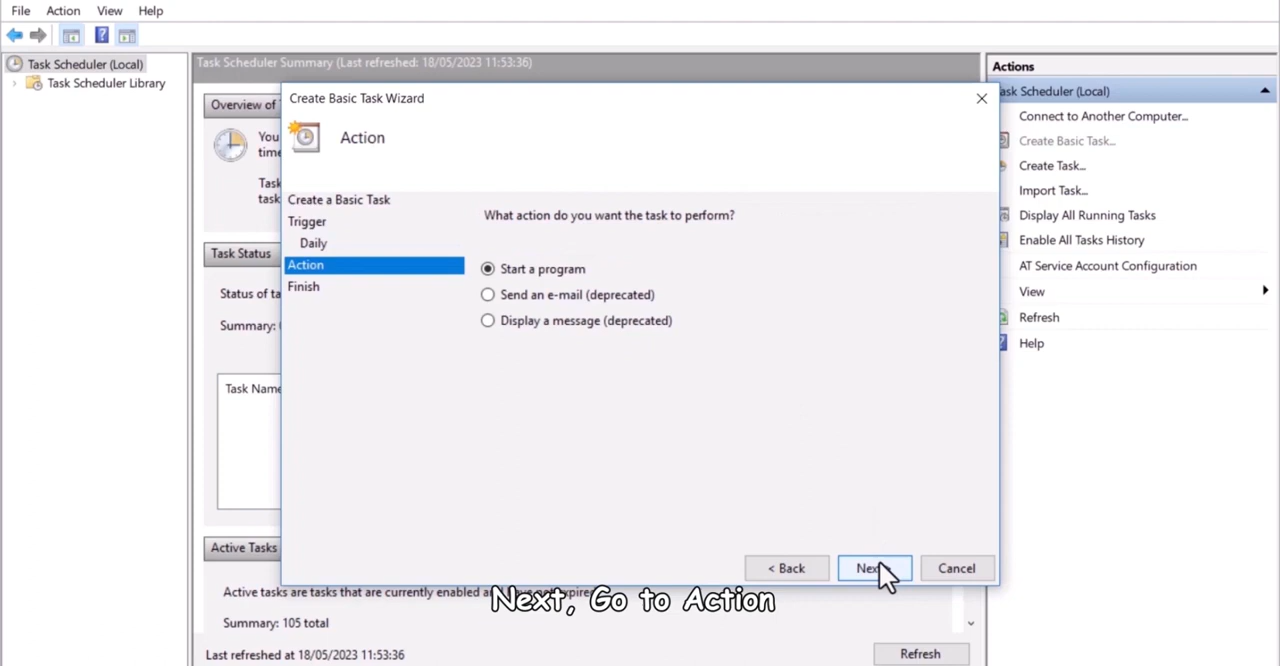 File Action View Help
Task Scheduler (Local)
Task Scheduler Library
Task Scheduler Summary (Last refreshed: 18/05/2023 11:53:36)
Overview of
You
time
Task
task
Task Status
Status of ta
Summary:
Task Name
Active Tasks
Active tasks are tasks that are currently enabled
Summary: 105 total
Last refreshed at 18/05/2023 11:53:36
Refresh
Create Basic Task Wizard
Action
Create a Basic Task
Trigger
Daily
Action
Finish
What action do you want the task to perform?
Start a program
Send an e-mail (deprecated)
Display a message (deprecated)
< Back
Next
Cancel
Next, Go to Action
Actions
ask Scheduler (Local)
Connect to Another Computer...
Create Basic Task...
Create Task...
Import Task...
Display All Running Tasks
Enable All Tasks History
AT Service Account Configuration
View
Refresh
Help